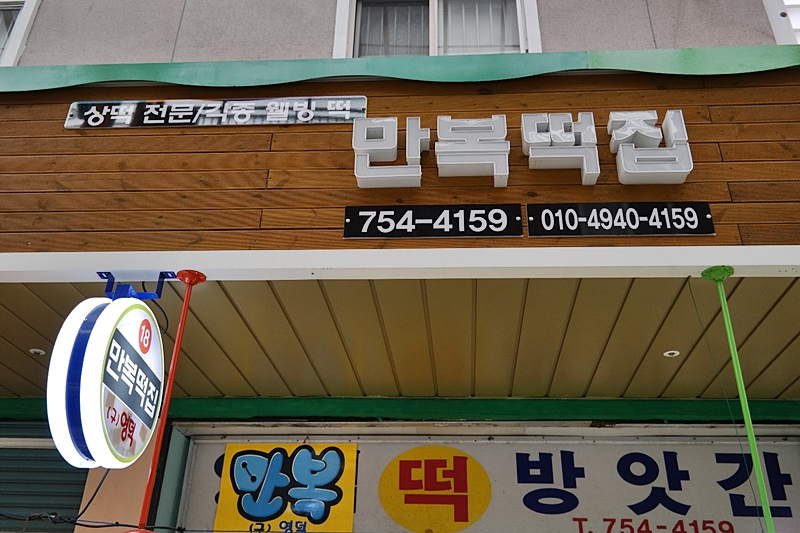 상떡 전문/각종 웰빙 떡
만복떡집
754-4159
010-4940-4159
18
만복떡집
(구) 영덕
만복
(구) 영덕
떡 방앗간
T. 754-4159